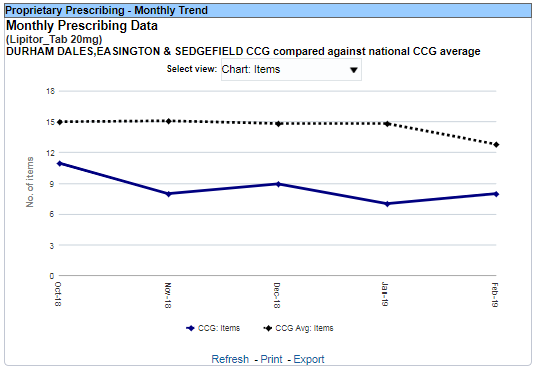 Proprietary Prescribing - Monthly Trend
Monthly Prescribing Data
(Lipitor_Tab 20mg)
DURHAM DALES,EASINGTON & SEDGEFIELD CCG compared against national CCG average
Select view: Chart: Items
18
15
12
9
6
3
0
No. of items
Oct-18 Nov-18 Dec-18 Jan-19 Feb-19
CCG: Items CCG Avg: Items
Refresh - Print - Export